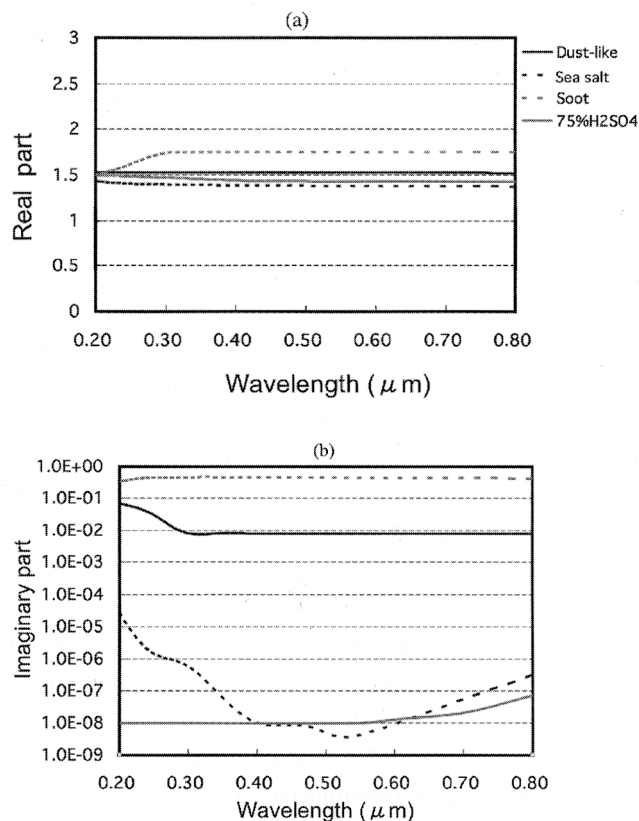 (a)
3
2.5
2
1.5
1
0.5
0
Real part
0.20 0.30 0.40 0.50 0.60 0.70 0.80
Wavelength (μm)
Dust-like
Sea salt
Soot
75%H2SO4
(b)
1.0E+00
1.0E-01
1.0E-02
1.0E-03
1.0E-04
1.0E-05
1.0E-06
1.0E-07
1.0E-08
1.0E-09
Imaginary part
0.20 0.30 0.40 0.50 0.60 0.70 0.80
Wavelength (μm)